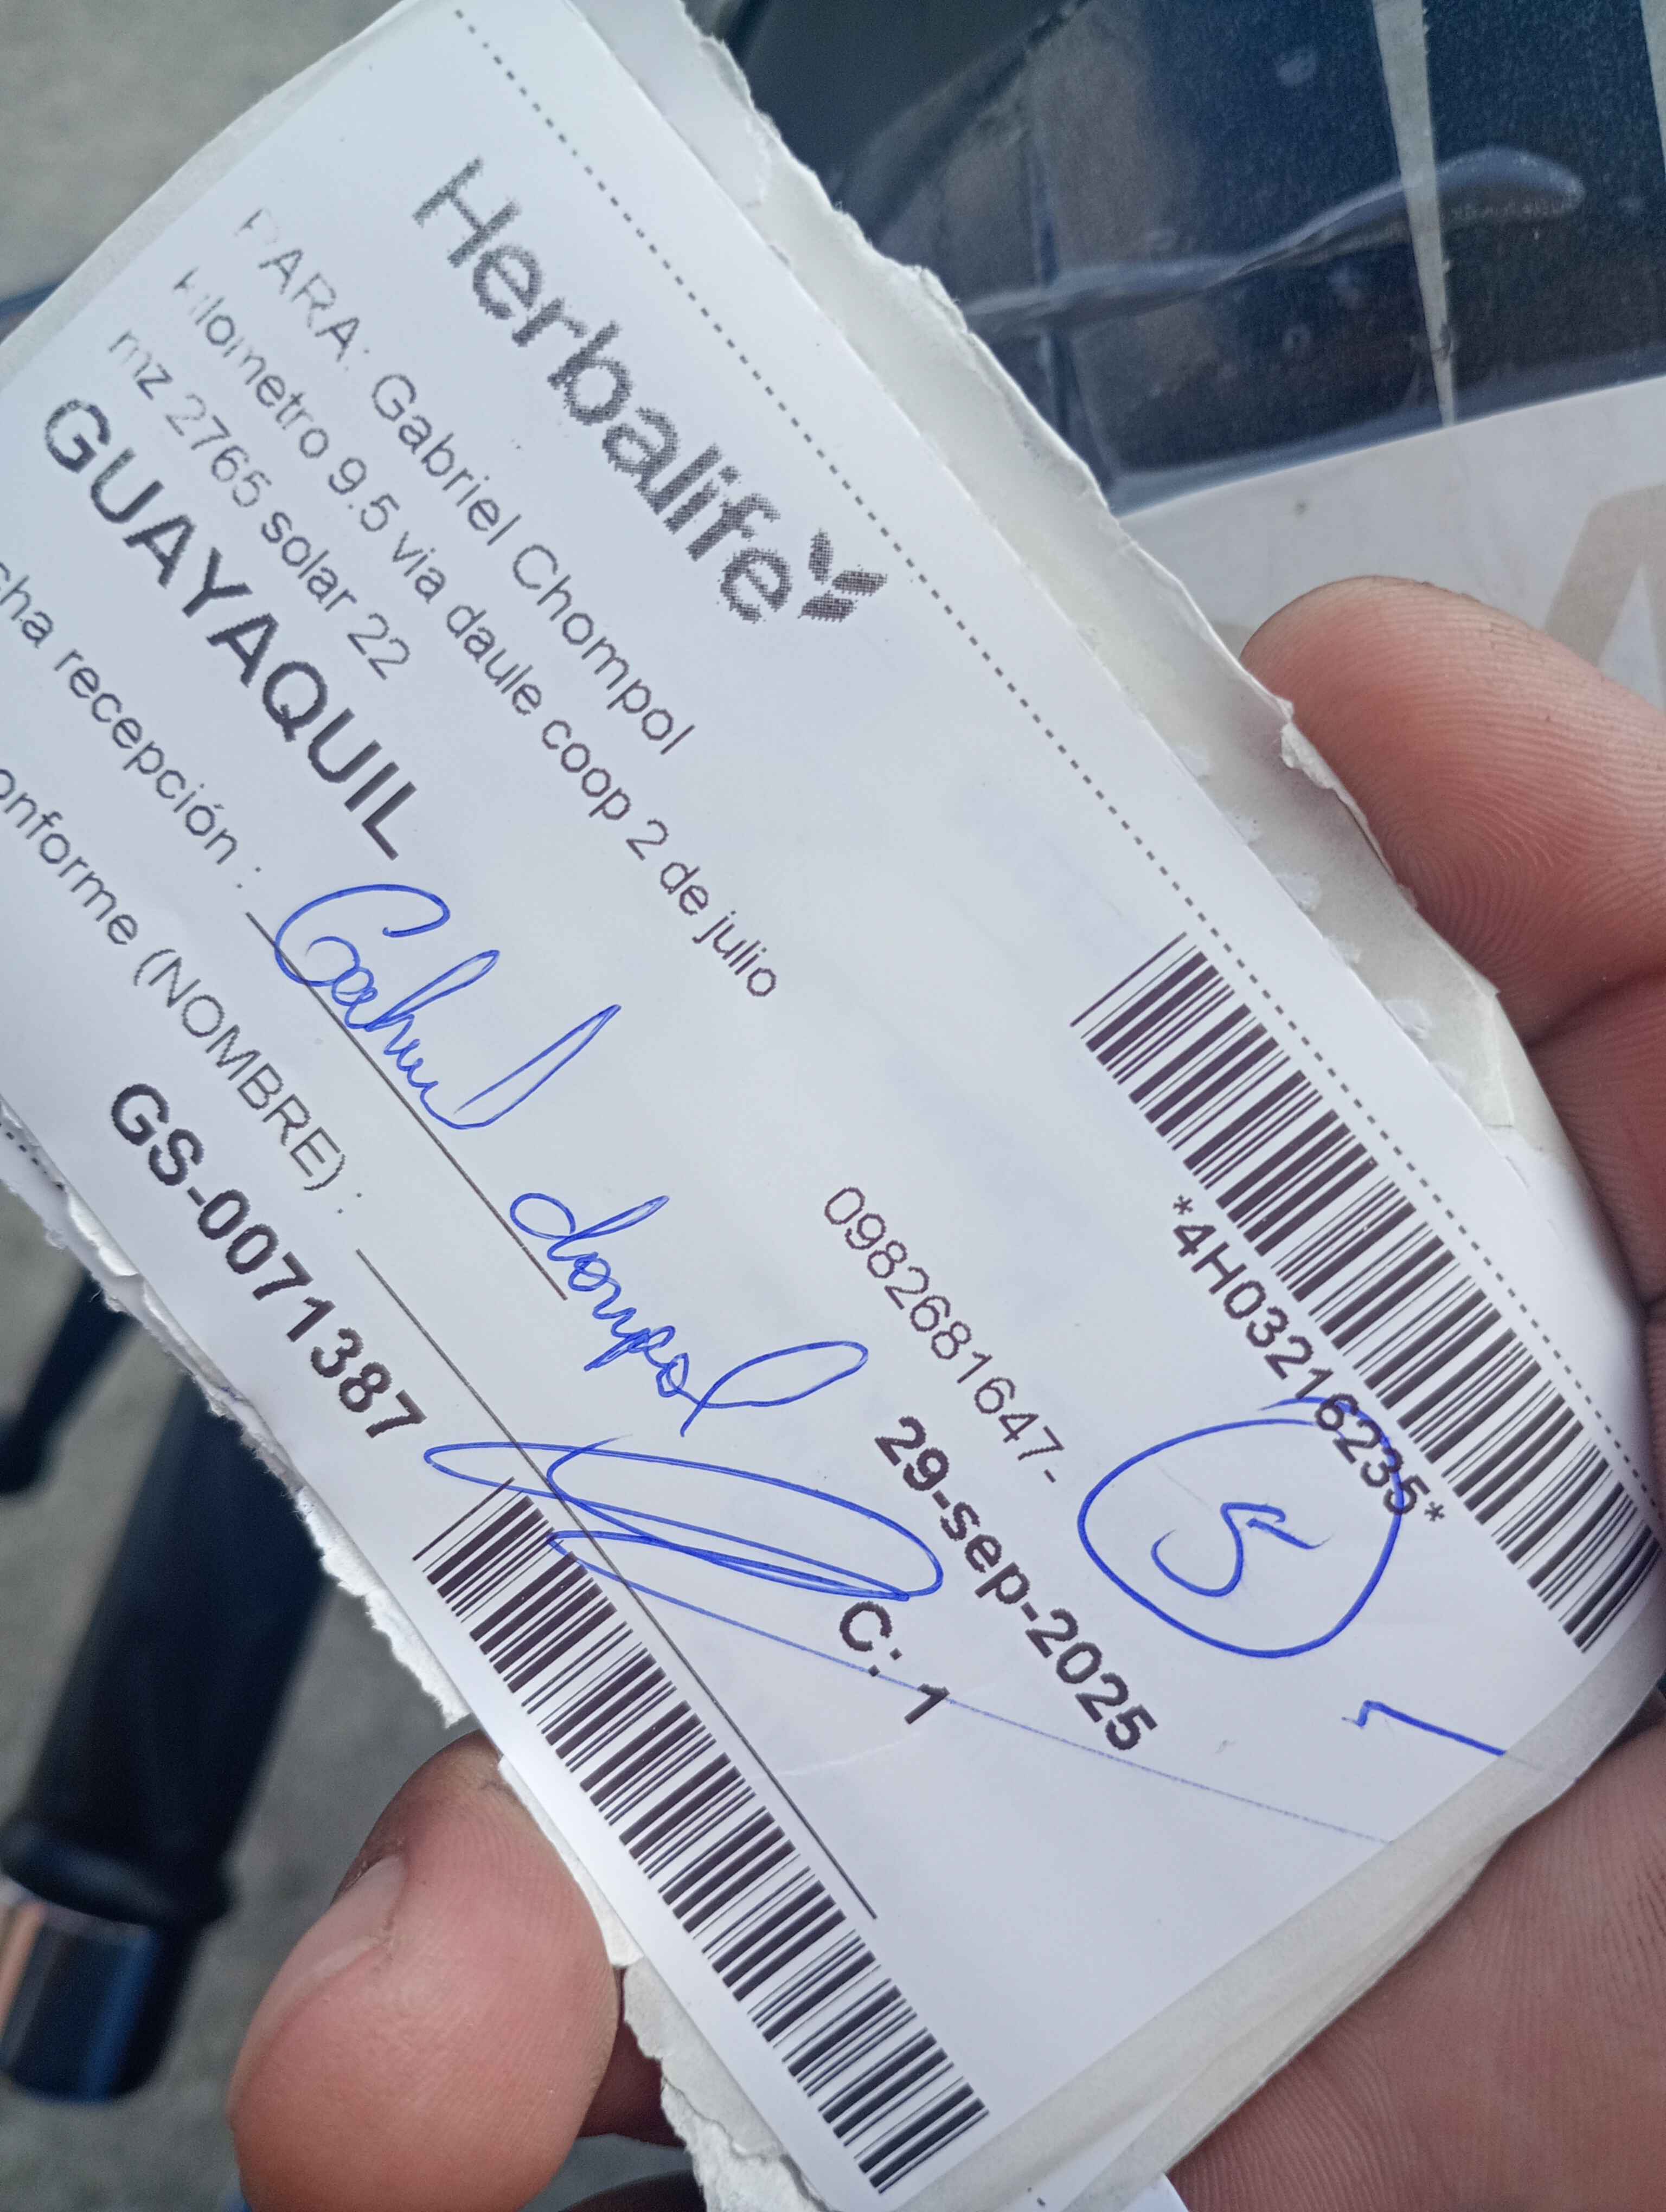 Herbalife
*4H03216235*
PARA: Gabriel Chompol
kilometro 9.5 via daule coop 2 de julio
mz 2765 solar 22
0982681647-
5
GUAYAQUIL
29-sep-2025
cha recepción :
C: 1
onforme (NOMBRE) :
GS-0071387